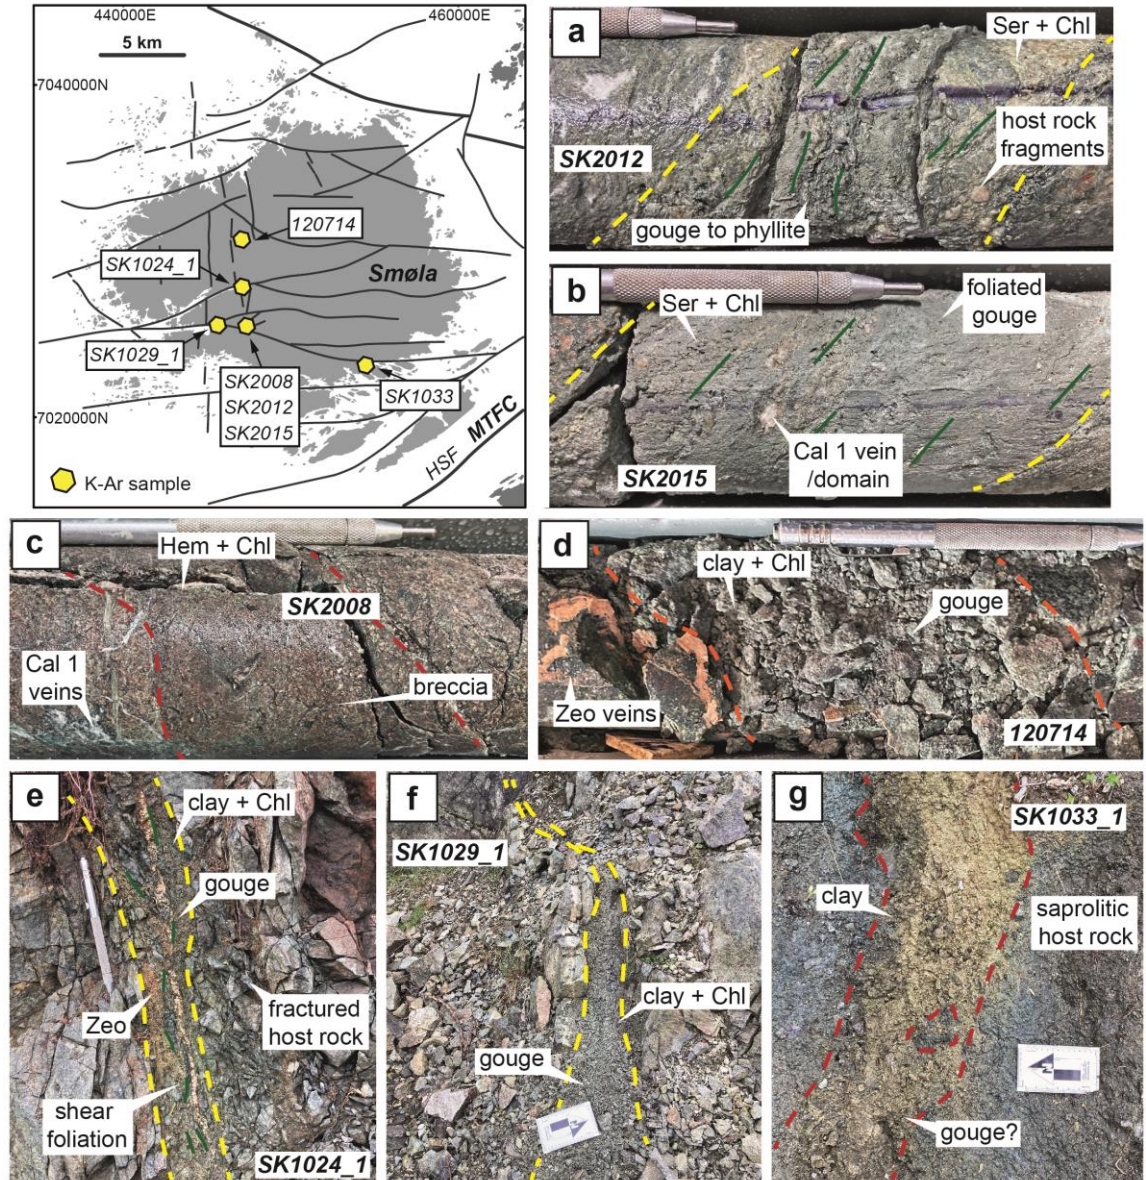 440000E
460000E
5 km
7040000N
120714
SK1024_1
Smøla
SK1029_1
SK2008
SK2012
SK2015
SK1033
7020000N
HSF MTFC
K-Ar sample
a
Ser + Chl
SK2012
host rock
fragments
gouge to phyllite
b
Ser + Chl
foliated
gouge
Cal 1 vein
/domain
SK2015
c
Hem + Chl
SK2008
Cal 1
veins
breccia
d
clay + Chl
gouge
Zeo veins
120714
e
clay + Chl
gouge
Zeo
fractured
host rock
shear
foliation
SK1024_1
f
SK1029_1
clay + Chl
gouge
g
SK1033_1
clay
saprolitic
host rock
N
gouge?